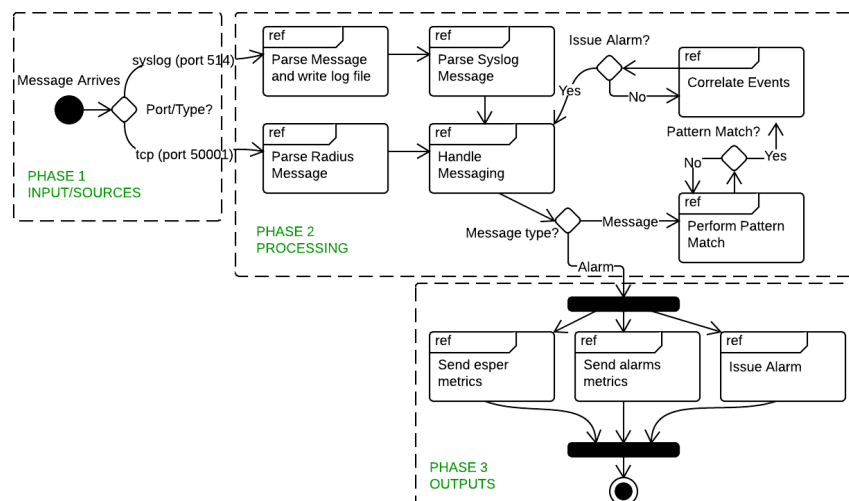 Message Arrives
Port/Type?
syslog (port 514)
tcp (port 50001)
PHASE 1
INPUT/SOURCES
ref
Parse Message
and write log file
ref
Parse Syslog
Message
Issue Alarm?
Yes
No
ref
Correlate Events
ref
Parse Radius
Message
ref
Handle
Messaging
Pattern Match?
No
Yes
ref
Perform Pattern
Match
PHASE 2
PROCESSING
Message type?
Message
Alarm
ref
Send esper
metrics
ref
Send alarms
metrics
ref
Issue Alarm
PHASE 3
OUTPUTS